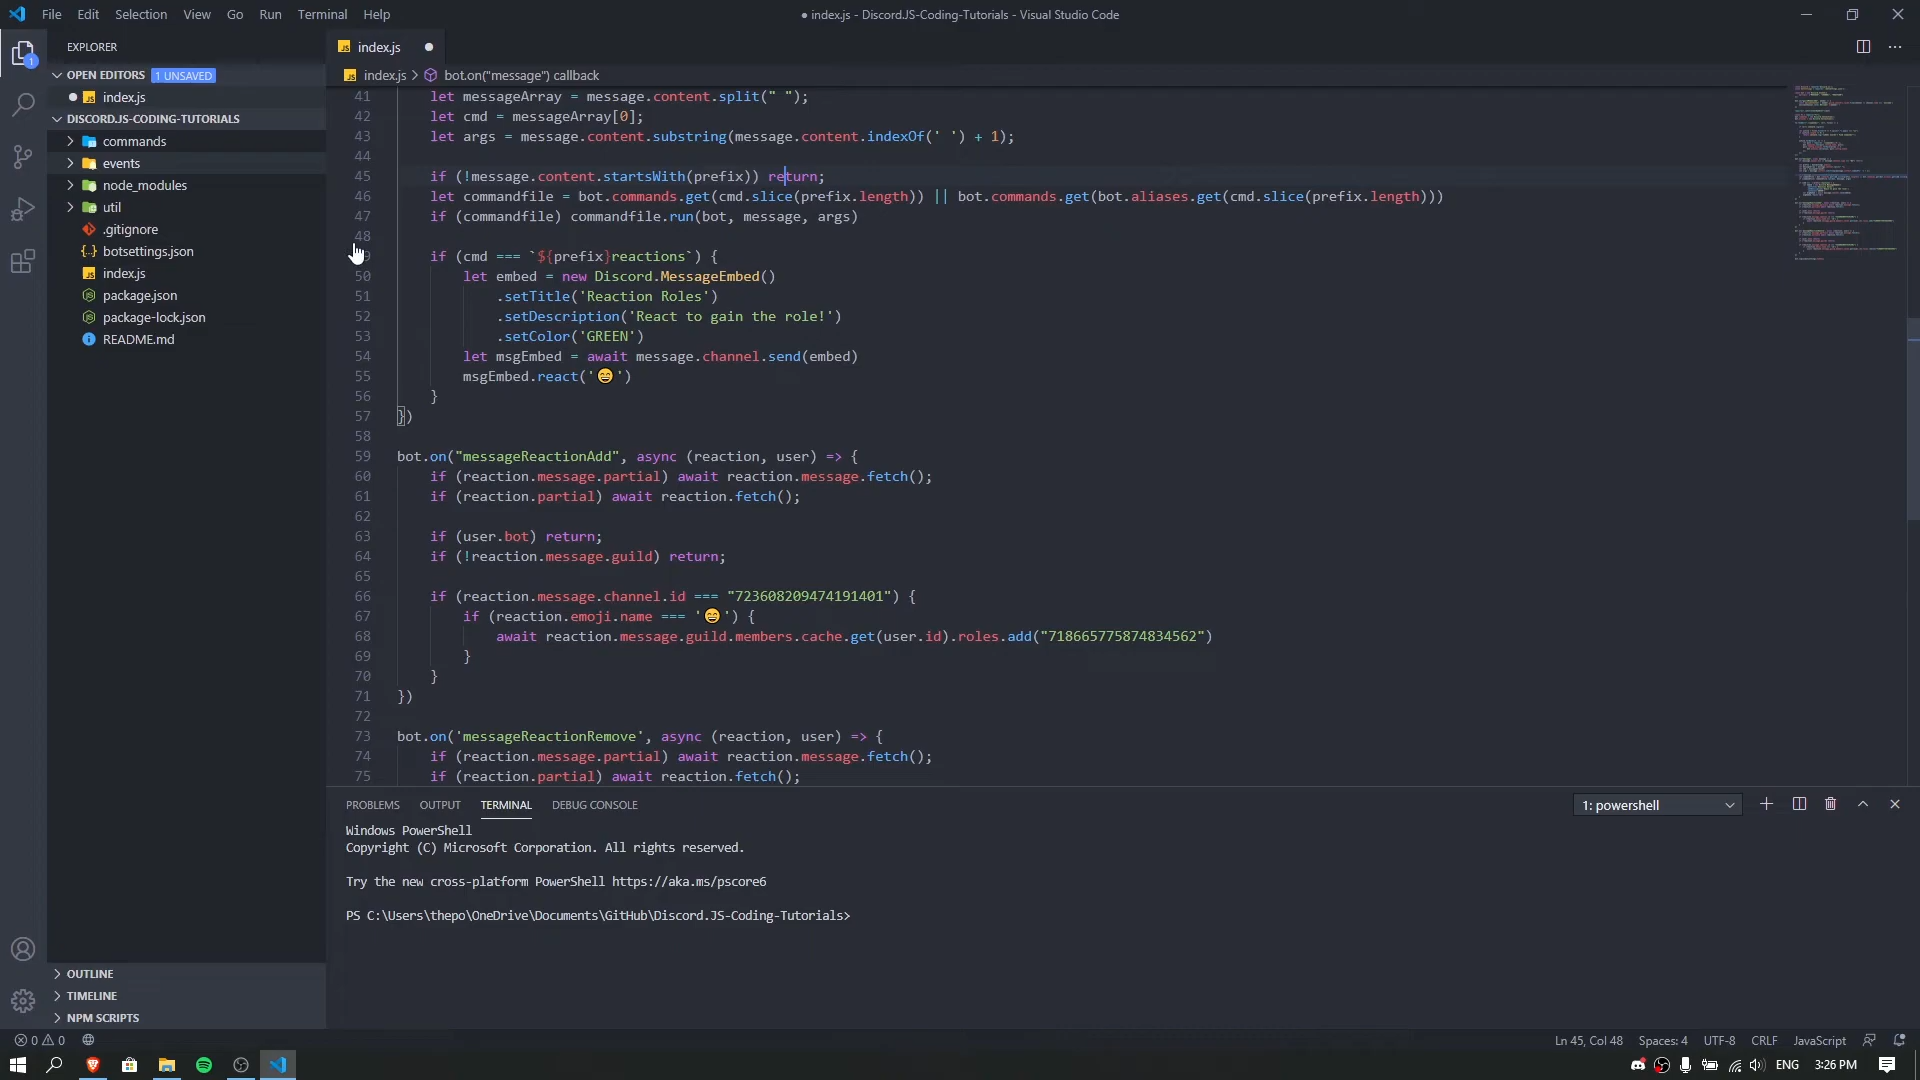 File Edit Selection View Go Run Terminal Help
● index.js - Discord.JS-Coding-Tutorials - Visual Studio Code
EXPLORER
OPEN EDITORS 1 UNSAVED
index.js
DISCORD.JS-CODING-TUTORIALS
commands
events
node_modules
util
.gitignore
botsettings.json
index.js
package.json
package-lock.json
README.md
OUTLINE
TIMELINE
NPM SCRIPTS
index.js
index.js > bot.on("message") callback
41 let messageArray = message.content.split(" ");
42 let cmd = messageArray[0];
43 let args = message.content.substring(message.content.indexOf(' ') + 1);
44
45 if (!message.content.startsWith(prefix)) return;
46 let commandfile = bot.commands.get(cmd.slice(prefix.length)) || bot.commands.get(bot.aliases.get(cmd.slice(prefix.length)))
47 if (commandfile) commandfile.run(bot, message, args)
48
9 if (cmd === `${prefix}reactions`) {
50 let embed = new Discord.MessageEmbed()
51 .setTitle('Reaction Roles')
52 .setDescription('React to gain the role!')
53 .setColor('GREEN')
54 let msgEmbed = await message.channel.send(embed)
55 msgEmbed.react('😄')
56 }
57 })
58
59 bot.on("messageReactionAdd", async (reaction, user) => {
60 if (reaction.message.partial) await reaction.message.fetch();
61 if (reaction.partial) await reaction.fetch();
62
63 if (user.bot) return;
64 if (!reaction.message.guild) return;
65
66 if (reaction.message.channel.id === "723608209474191401") {
67 if (reaction.emoji.name === '😄') {
68 await reaction.message.guild.members.cache.get(user.id).roles.add("718665775874834562")
69 }
70 }
71 })
72
73 bot.on('messageReactionRemove', async (reaction, user) => {
74 if (reaction.message.partial) await reaction.message.fetch();
75 if (reaction.partial) await reaction.fetch();
PROBLEMS OUTPUT TERMINAL DEBUG CONSOLE
1: powershell
Windows PowerShell
Copyright (C) Microsoft Corporation. All rights reserved.
Try the new cross-platform PowerShell https://aka.ms/pscore6
PS C:\Users\thepo\OneDrive\Documents\GitHub\Discord.JS-Coding-Tutorials>
0 0
Ln 45, Col 48 Spaces: 4 UTF-8 CRLF JavaScript
ENG 3:26 PM